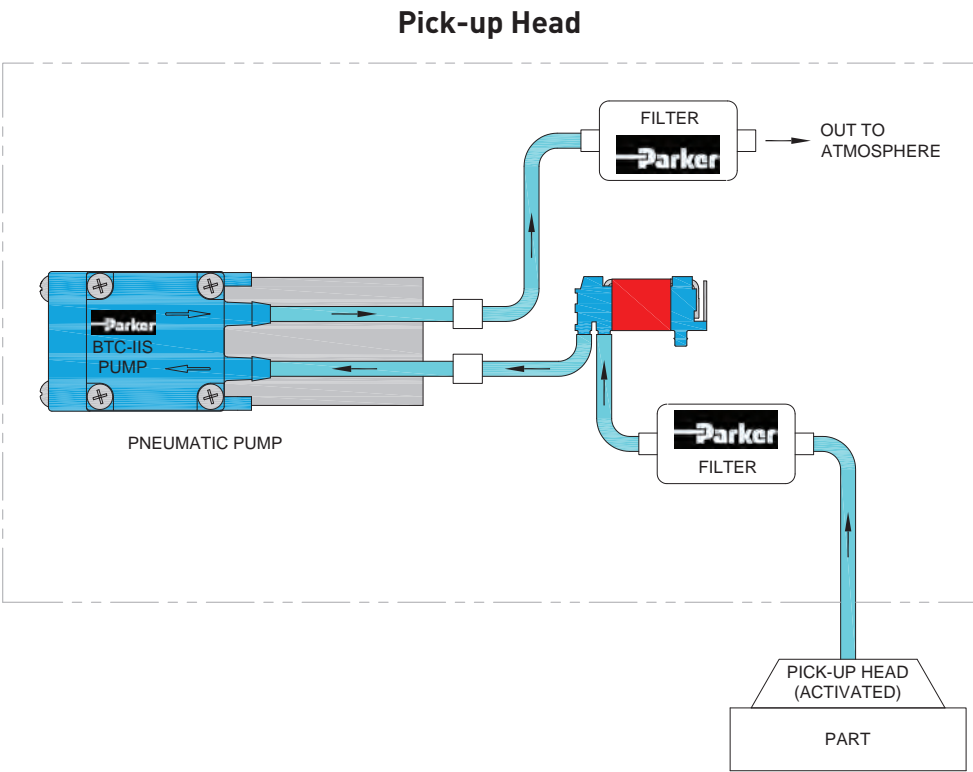 Pick-up Head
FILTER
Parker
OUT TO
ATMOSPHERE
Parker
BTC-IIS
PUMP
PNEUMATIC PUMP
Parker
FILTER
PICK-UP HEAD
(ACTIVATED)
PART